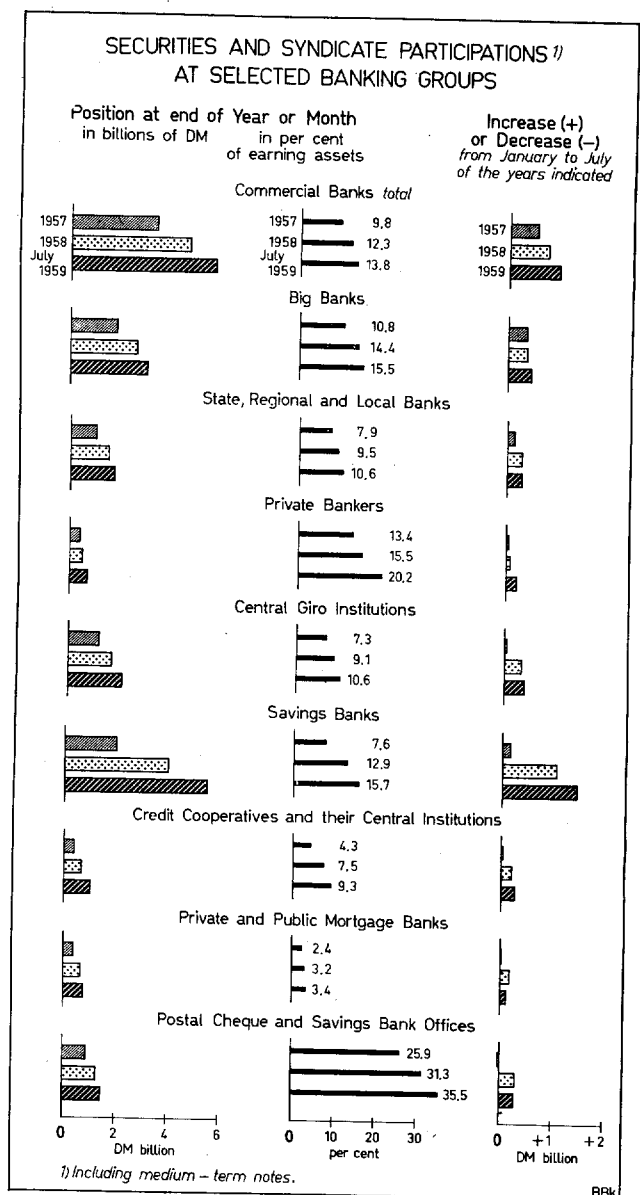 SECURITIES AND SYNDICATE PARTICIPATIONS 1)
AT SELECTED BANKING GROUPS
Position at end of Year or Month
in billions of DM
in per cent
of earning assets
Increase (+)
or Decrease (–)
from January to July
of the years indicated
Commercial Banks total
1957 1957 9,8 1957
1958 1958 12.3 1958
July 1959 July 1959 13.8 1959
Big Banks
10.8
14.4
15.5
State, Regional and Local Banks
7.9
9.5
10.6
Private Bankers
13.4
15.5
20.2
Central Giro Institutions
7.3
9.1
10.6
Savings Banks
7.6
12.9
15.7
Credit Cooperatives and their Central Institutions
4.3
7.5
9.3
Private and Public Mortgage Banks
2.4
3.2
3.4
Postal Cheque and Savings Bank Offices
25.9
31,3
35.5
0 2 4 6 0 10 20 30 0 +1 +2
DM billion per cent DM billion
1) Including medium – term notes.
BBk